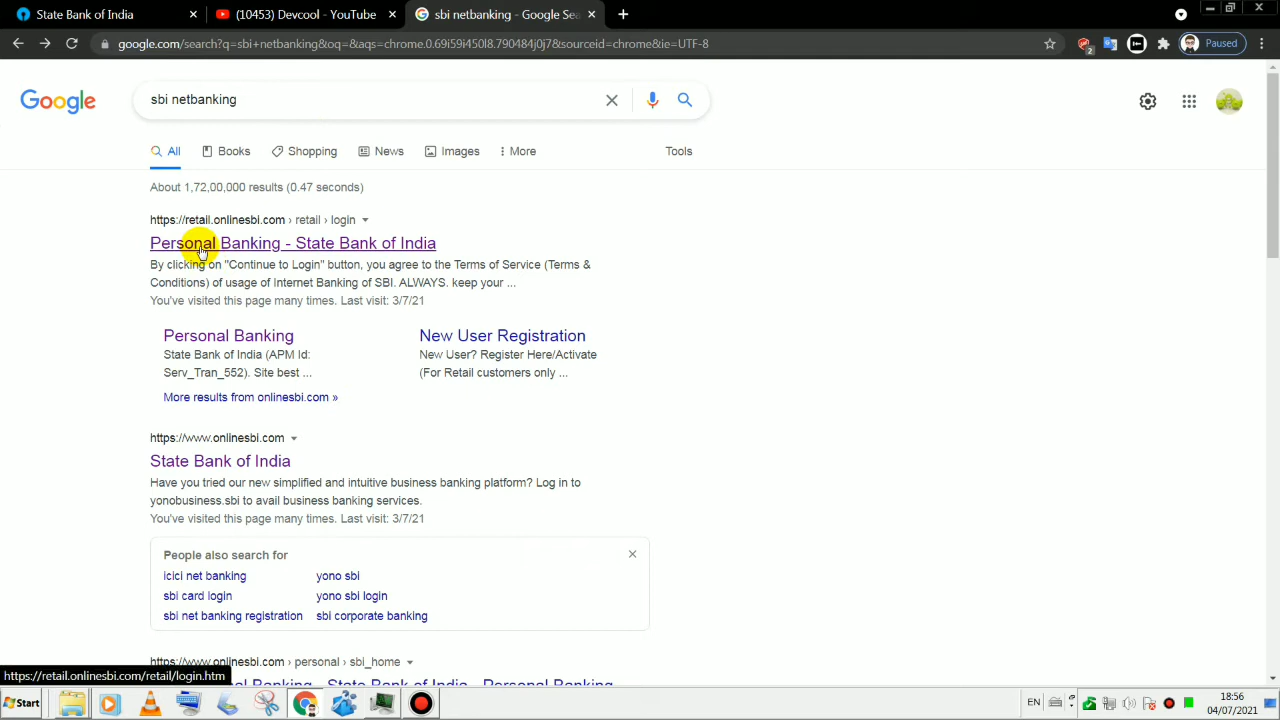 State Bank of India
(10453) Devcool - YouTube
sbi netbanking - Google Sea
google.com/search?q=sbi+netbanking&oq=&aqs=chrome.0.69i59i450l8.790484j0j7&sourceid=chrome&ie=UTF-8
2
Paused
Google
sbi netbanking
All
Books
Shopping
News
Images
More
Tools
About 1,72,00,000 results (0.47 seconds)
https://retail.onlinesbi.com › retail › login
Personal Banking - State Bank of India
By clicking on "Continue to Login" button, you agree to the Terms of Service (Terms &
Conditions) of usage of Internet Banking of SBI. ALWAYS. keep your ...
You've visited this page many times. Last visit: 3/7/21
Personal Banking
New User Registration
State Bank of India (APM Id:
New User? Register Here/Activate
Serv_Tran_552). Site best ...
(For Retail customers only ...
More results from onlinesbi.com »
https://www.onlinesbi.com
State Bank of India
Have you tried our new simplified and intuitive business banking platform? Log in to
yonobusiness.sbi to avail business banking services.
You've visited this page many times. Last visit: 3/7/21
People also search for
icici net banking
yono sbi
sbi card login
yono sbi login
sbi net banking registration
sbi corporate banking
https://www.onlinesbi.com › personal › sbi_home
al Banking - State Bank of India - Personal Banking
https://retail.onlinesbi.com/retail/login.htm
Start
EN
18:56
04/07/2021